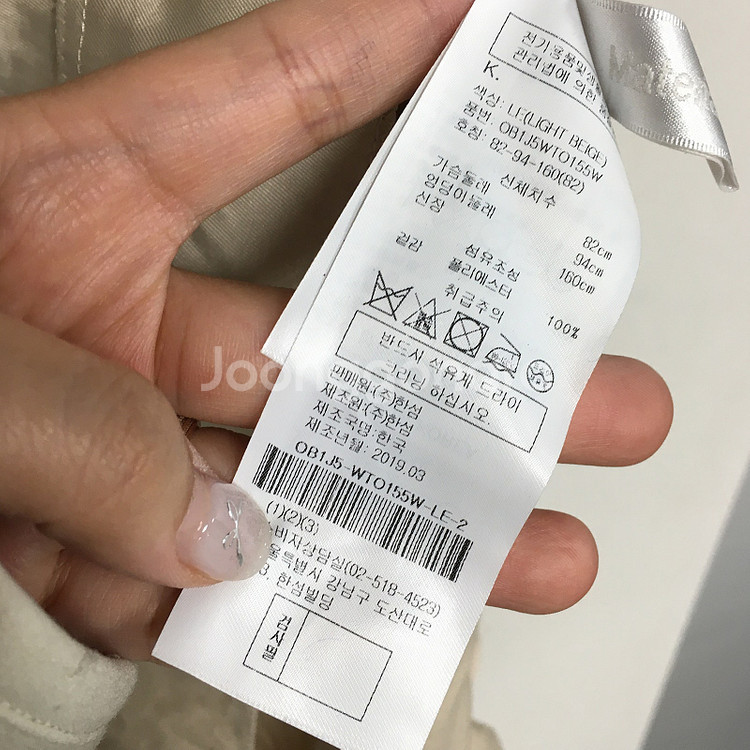 전기용품및생활
관리법에 의한
K.
색상: LE(LIGHT BEIGE)
품번: OB1J5WTO155W
호칭: 82-94-160(82)
신체치수
가슴둘레 82cm
엉덩이둘레 94cm
신장 160cm
섬유조성
겉감 폴리에스터 100%
취급주의
반드시 석유계 드라이
크리닝 하십시오.
판매원:(주)한섬
제조원:(주)한섬
제조국명:한국
제조년월: 2019.03
OB1J5-WTO155W-LE-2
(1)(2)(3)
비자상담실(02-518-4523)
울특별시 강남구 도산대로
한섬빌딩
검사필